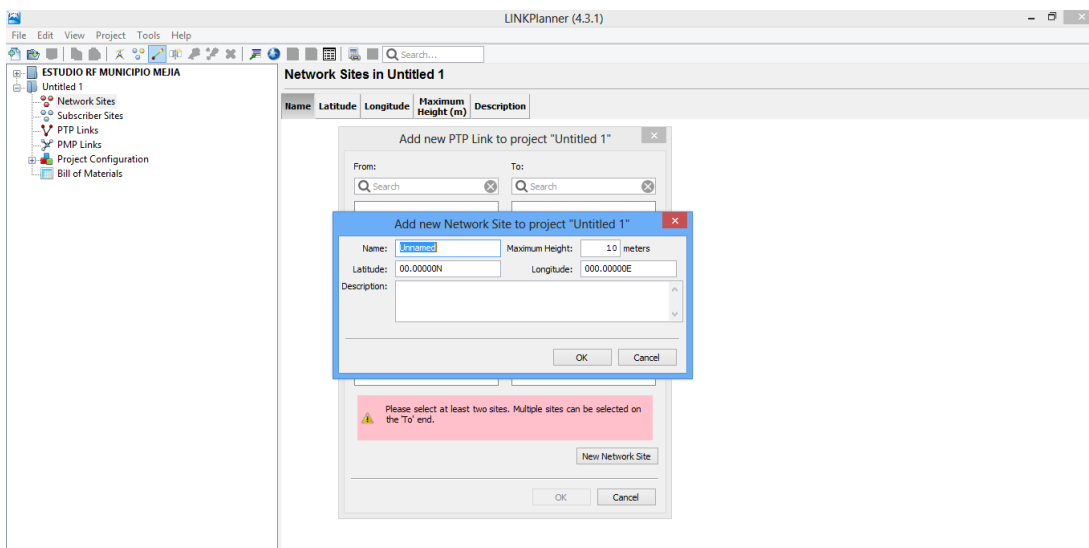 LINKPlanner (4.3.1)
File Edit View Project Tools Help
Search...
ESTUDIO RF MUNICIPIO MEJIA
Untitled 1
Network Sites
Subscriber Sites
PTP Links
PMP Links
Project Configuration
Bill of Materials
Network Sites in Untitled 1
Name Latitude Longitude Maximum Height (m) Description
Add new PTP Link to project "Untitled 1"
From: To:
Search Search
Add new Network Site to project "Untitled 1"
Name: Unnamed Maximum Height: 10 meters
Latitude: 00.00000N Longitude: 000.00000E
Description:
OK Cancel
Please select at least two sites. Multiple sites can be selected on
the 'To' end.
New Network Site
OK Cancel